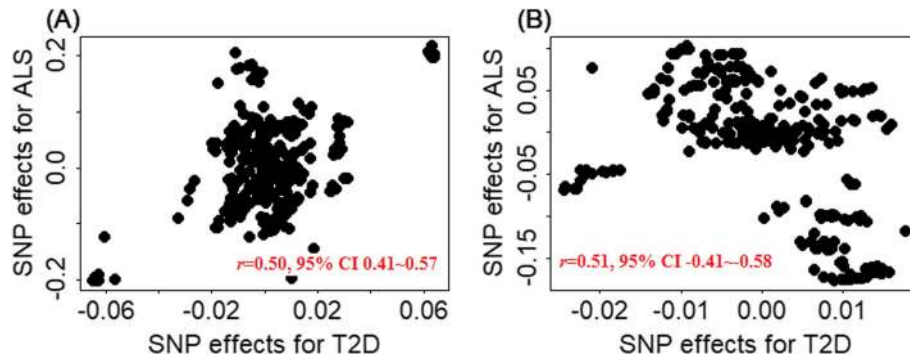 (A)
SNP effects for ALS
0.2
0.0
-0.2
r=0.50, 95% CI 0.41~0.57
-0.06
-0.02
0.02
0.06
SNP effects for T2D
(B)
SNP effects for ALS
0.05
-0.05
-0.15
r=0.51, 95% CI -0.41~-0.58
-0.02
-0.01
0.00
0.01
SNP effects for T2D